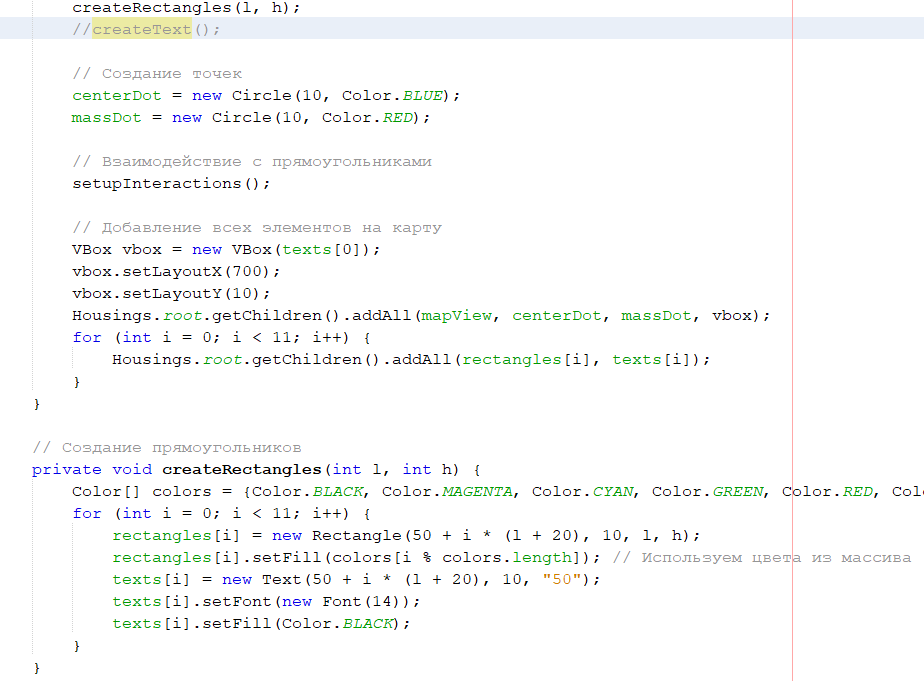 createRectangles(l, h);
//createText();
// Создание точек
centerDot = new Circle(10, Color.BLUE);
massDot = new Circle(10, Color.RED);
// Взаимодействие с прямоугольниками
setupInteractions();
// Добавление всех элементов на карту
VBox vbox = new VBox(texts[0]);
vbox.setLayoutX(700);
vbox.setLayoutY(10);
Housings.root.getChildren().addAll(mapView, centerDot, massDot, vbox);
for (int i = 0; i < 11; i++) {
Housings.root.getChildren().addAll(rectangles[i], texts[i]);
}
}
// Создание прямоугольников
private void createRectangles(int l, int h) {
Color[] colors = {Color.BLACK, Color.MAGENTA, Color.CYAN, Color.GREEN, Color.RED, Colo
for (int i = 0; i < 11; i++) {
rectangles[i] = new Rectangle(50 + i * (l + 20), 10, l, h);
rectangles[i].setFill(colors[i % colors.length]); // Используем цвета из массива
texts[i] = new Text(50 + i * (l + 20), 10, "50");
texts[i].setFont(new Font(14));
texts[i].setFill(Color.BLACK);
}
}